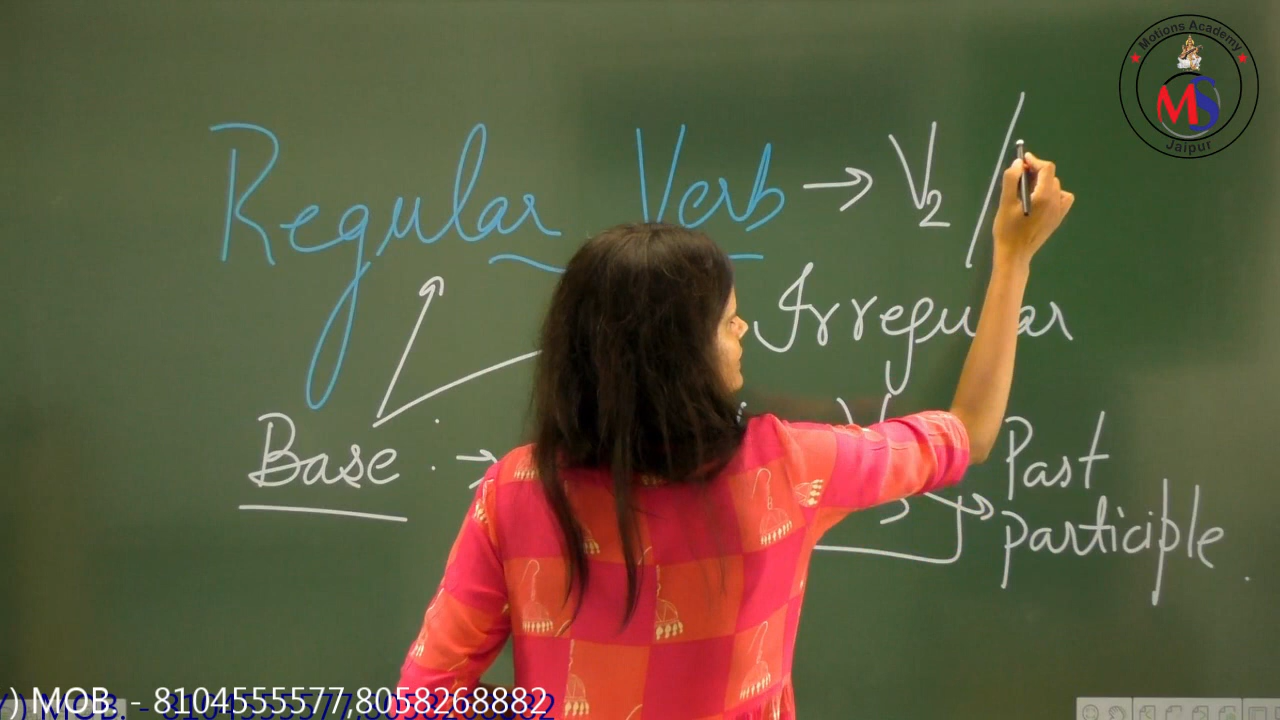 Motions Academy
MS
Jaipur
Regular Verb → V2 /
Irregular
Base . →
Past
participle
) MOB. - 8104555577,8058268882